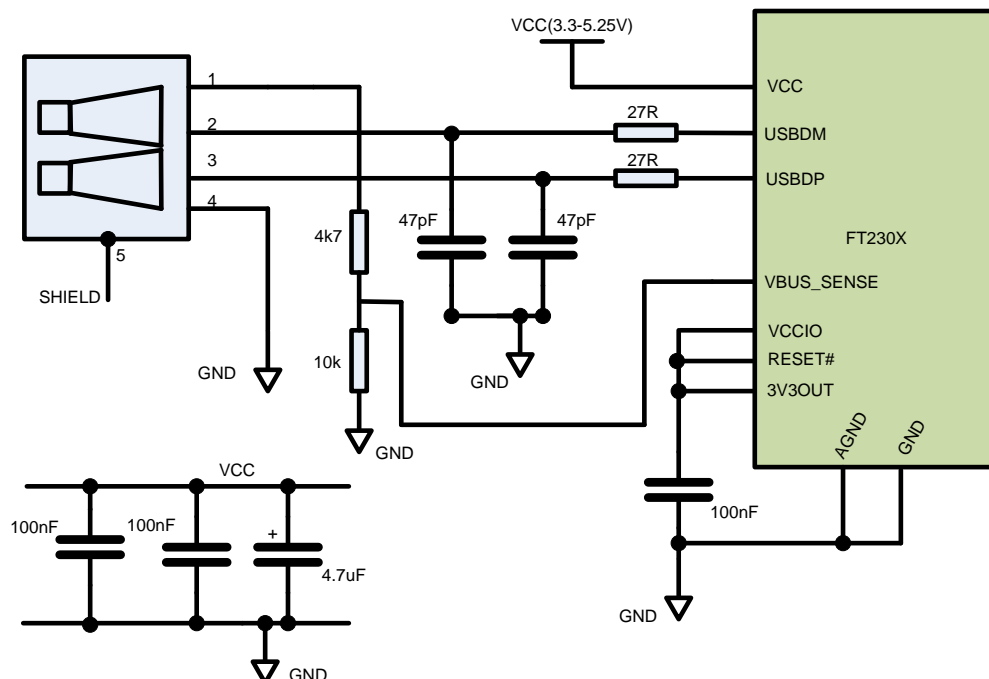 VCC(3.3-5.25V)
1
VCC
27R
2
USBDM
27R
3
USBDP
4
47pF
47pF
4k7
FT230X
5
VBUS_SENSE
SHIELD
VCCIO
10k
RESET#
GND
GND
3V3OUT
AGND
GND
GND
VCC
100nF
100nF
100nF
+
4.7uF
GND
GND